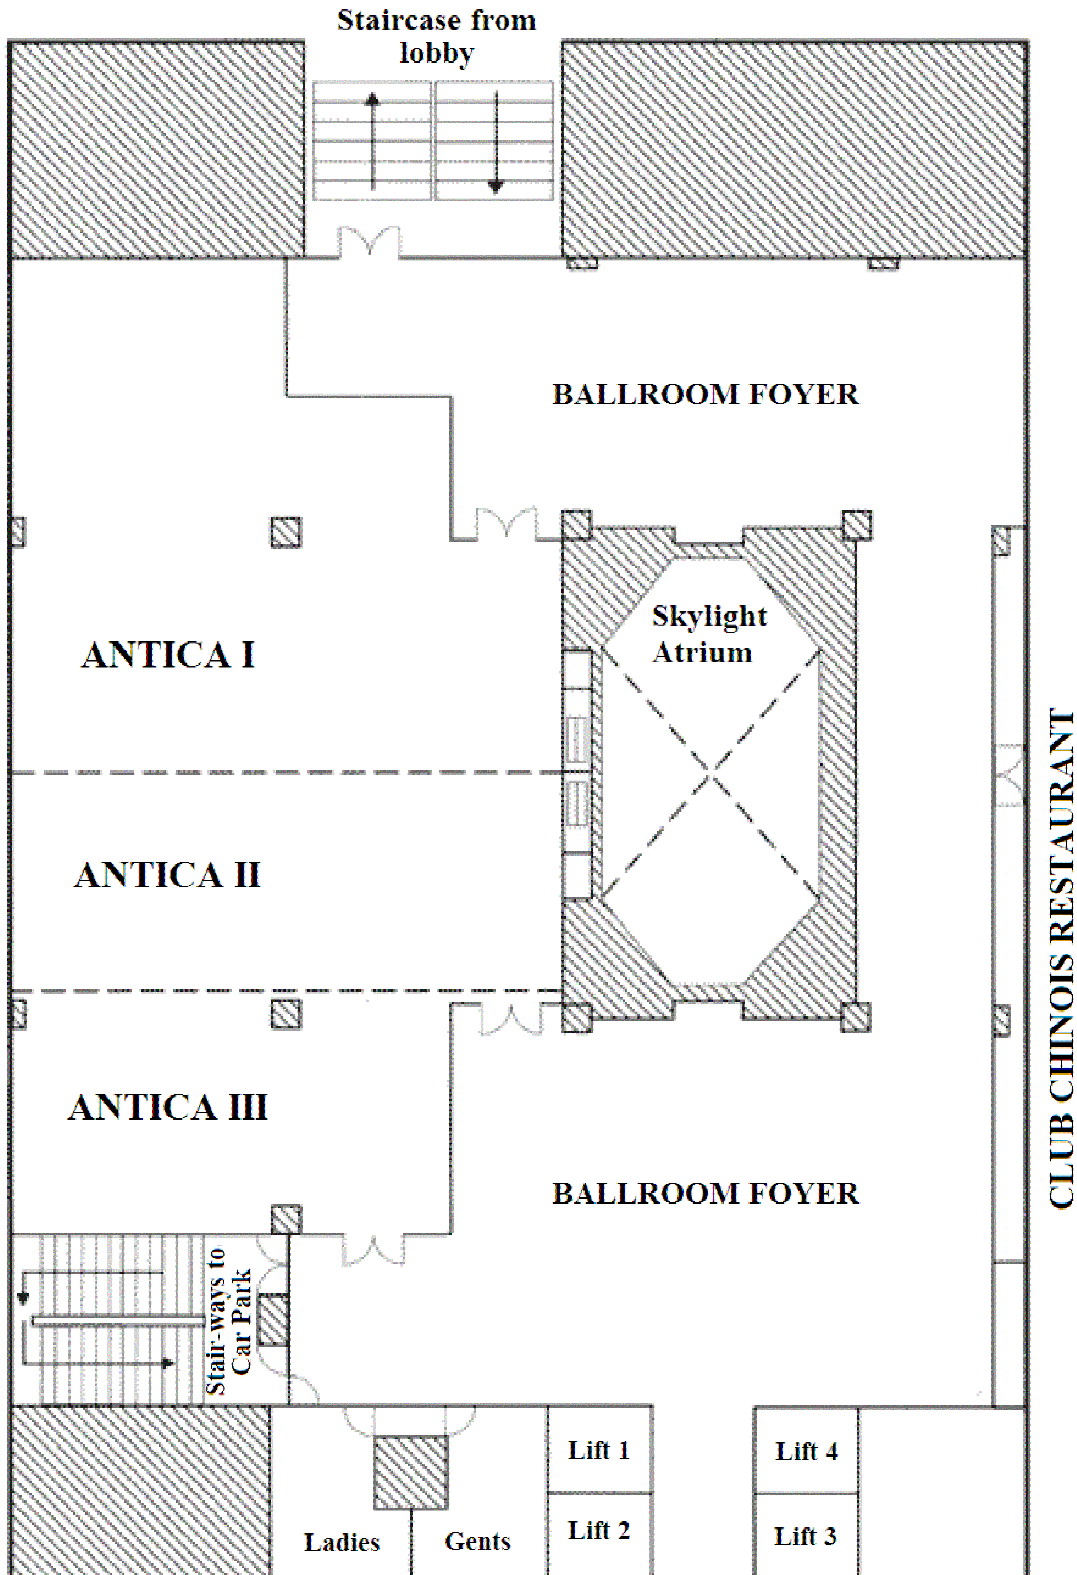 Staircase from
lobby
BALLROOM FOYER
Skylight
Atrium
ANTICA I
ANTICA II
CLUB CHINOIS RESTAURANT
ANTICA III
BALLROOM FOYER
Stair-ways to
Car Park
Lift 1
Lift 4
Lift 2
Lift 3
Ladies
Gents